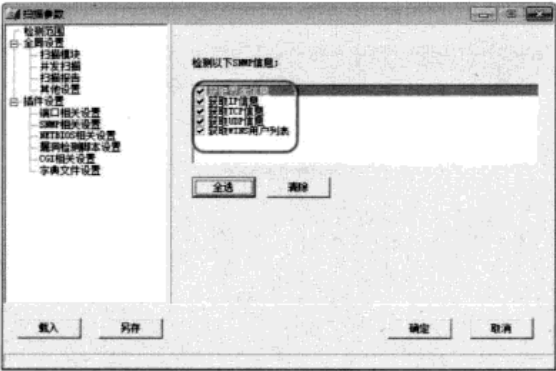 扫描参数
检测范围
全局设置
扫描模块
并发扫描
扫描报告
其他设置
插件设置
端口相关设置
SNMP相关设置
NETBIOS相关设置
漏洞检测脚本设置
CGI相关设置
字典文件设置
检测以下SNMP信息:
获取IP信息
获取TCP信息
获取UDP信息
获取WINS用户列表
全选
清除
载入
另存
确定
取消